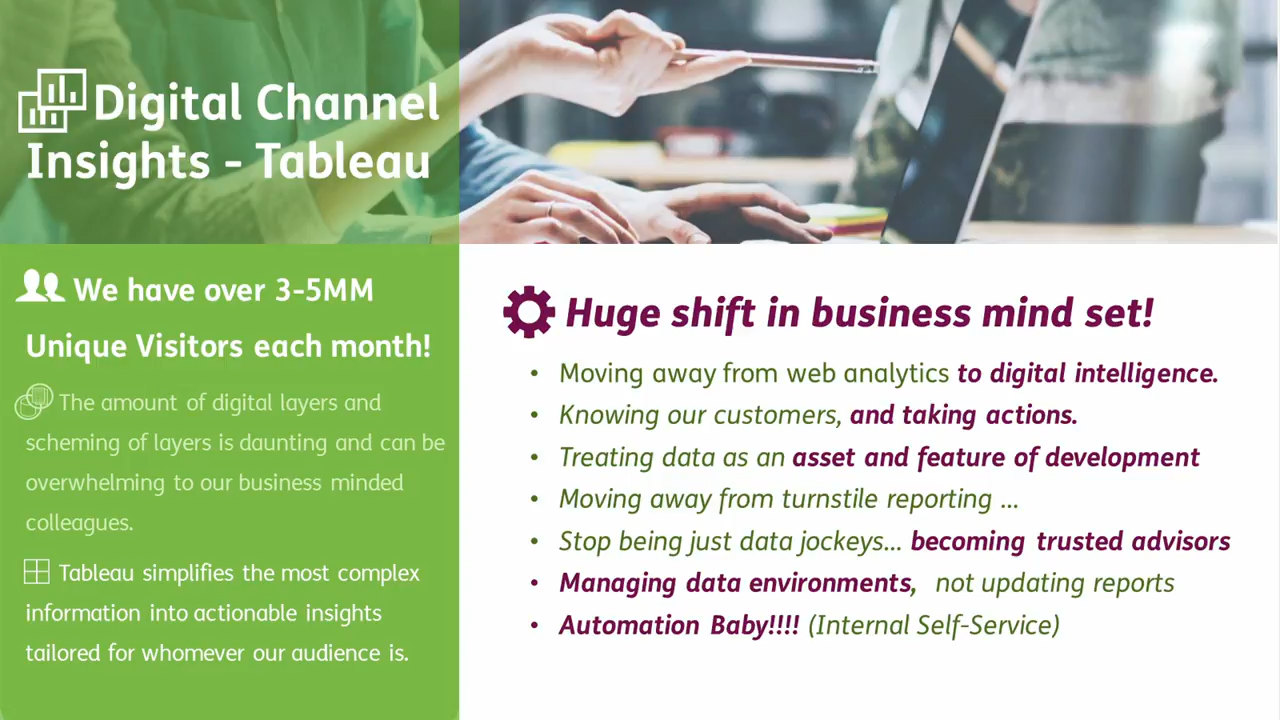 Digital Channel
Insights - Tableau
We have over 3-5MM
Unique Visitors each month!
The amount of digital layers and
scheming of layers is daunting and can be
overwhelming to our business minded
colleagues.
Tableau simplifies the most complex
information into actionable insights
tailored for whomever our audience is.
Huge shift in business mind set!
• Moving away from web analytics to digital intelligence.
• Knowing our customers, and taking actions.
• Treating data as an asset and feature of development
• Moving away from turnstile reporting ...
• Stop being just data jockeys... becoming trusted advisors
• Managing data environments, not updating reports
• Automation Baby!!!! (Internal Self-Service)